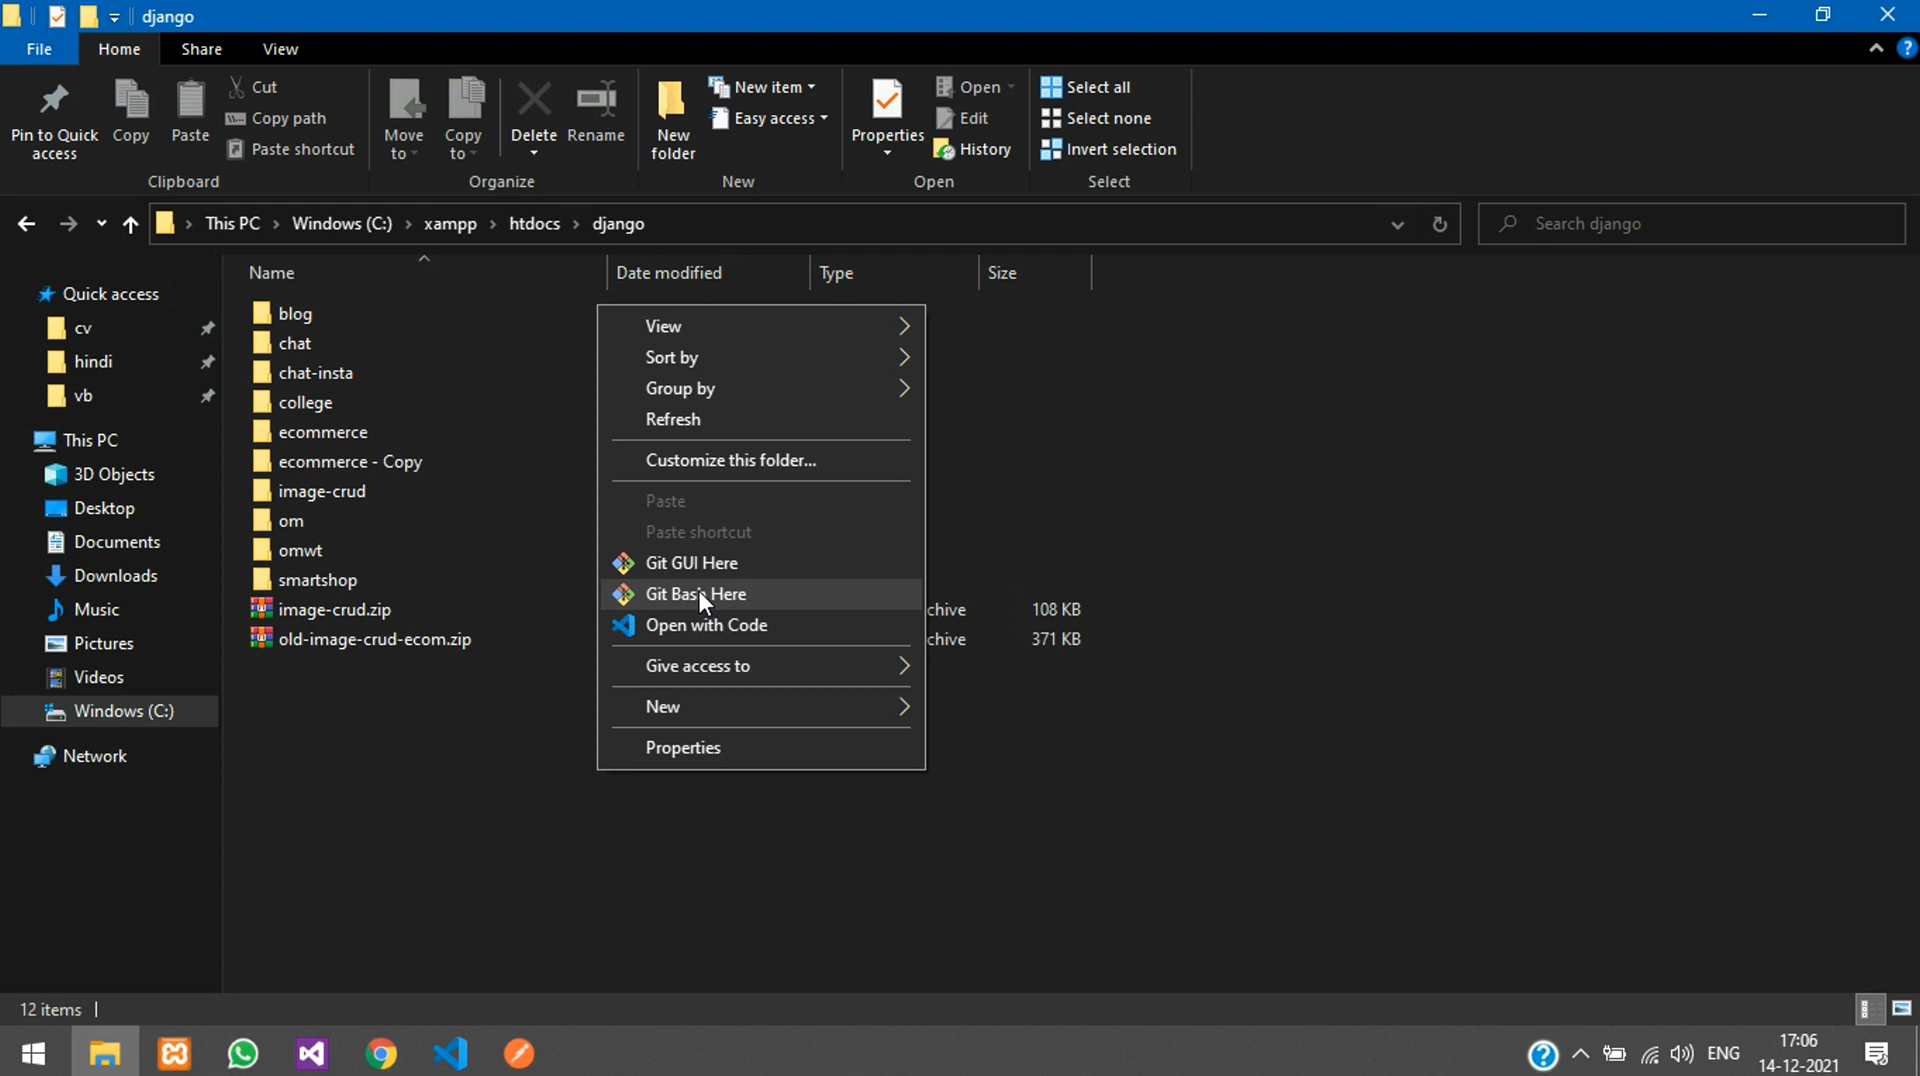 django
File Home Share View
Pin to Quick access
Copy
Paste
Cut
Copy path
Paste shortcut
Clipboard
Move to
Copy to
Delete
Rename
Organize
New folder
New item
Easy access
New
Properties
Open
Edit
History
Open
Select all
Select none
Invert selection
Select
This PC > Windows (C:) > xampp > htdocs > django
Search django
Name Date modified Type Size
Quick access
cv
hindi
vb
This PC
3D Objects
Desktop
Documents
Downloads
Music
Pictures
Videos
Windows (C:)
Network
blog
chat
chat-insta
college
ecommerce
ecommerce - Copy
image-crud
om
omwt
smartshop
image-crud.zip chive 108 KB
old-image-crud-ecom.zip chive 371 KB
View
Sort by
Group by
Refresh
Customize this folder...
Paste
Paste shortcut
Git GUI Here
Git Bash Here
Open with Code
Give access to
New
Properties
12 items
ENG
17:06
14-12-2021